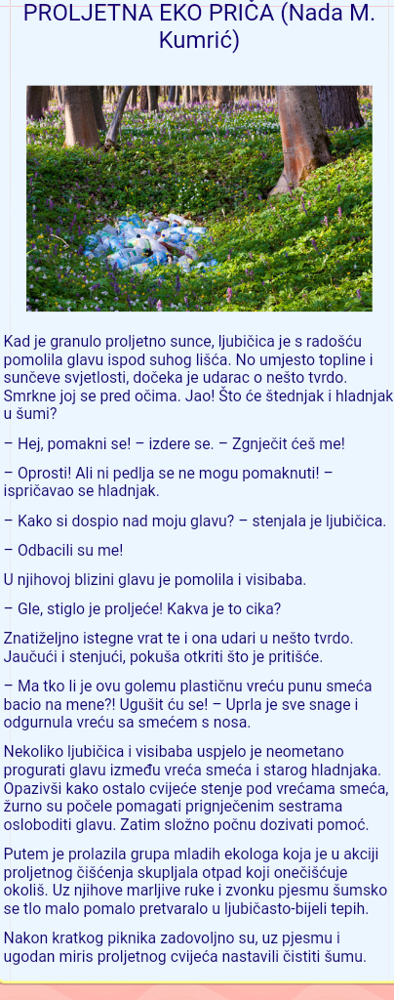 PROLJETNA EKO PRIČA (Nada M.
Kumrić)
Kad je granulo proljetno sunce, ljubičica je s radošću
pomolila glavu ispod suhog lišća. No umjesto topline i
sunčeve svjetlosti, dočeka je udarac o nešto tvrdo.
Smrkne joj se pred očima. Jao! Što će štednjak i hladnjak
u šumi?
– Hej, pomakni se! – izdere se. – Zgnječit ćeš me!
– Oprosti! Ali ni pedlja se ne mogu pomaknuti! –
ispričavao se hladnjak.
– Kako si dospio nad moju glavu? – stenjala je ljubičica.
– Odbacili su me!
U njihovoj blizini glavu je pomolila i visibaba.
– Gle, stiglo je proljeće! Kakva je to cika?
Znatiželjno istegne vrat te i ona udari u nešto tvrdo.
Jaučući i stenjući, pokuša otkriti što je pritišće.
– Ma tko li je ovu golemu plastičnu vreću punu smeća
bacio na mene?! Ugušit ću se! – Uprla je sve snage i
odgurnula vreću sa smećem s nosa.
Nekoliko ljubičica i visibaba uspjelo je neometano
progurati glavu između vreća smeća i starog hladnjaka.
Opazivši kako ostalo cvijeće stenje pod vrećama smeća,
žurno su počele pomagati prignječenim sestrama
osloboditi glavu. Zatim složno počnu dozivati pomoć.
Putem je prolazila grupa mladih ekologa koja je u akciji
proljetnog čišćenja skupljala otpad koji onečišćuje
okoliš. Uz njihove marljive ruke i zvonku pjesmu šumsko
se tlo malo pomalo pretvaralo u ljubičasto-bijeli tepih.
Nakon kratkog piknika zadovoljno su, uz pjesmu i
ugodan miris proljetnog cvijeća nastavili čistiti šumu.